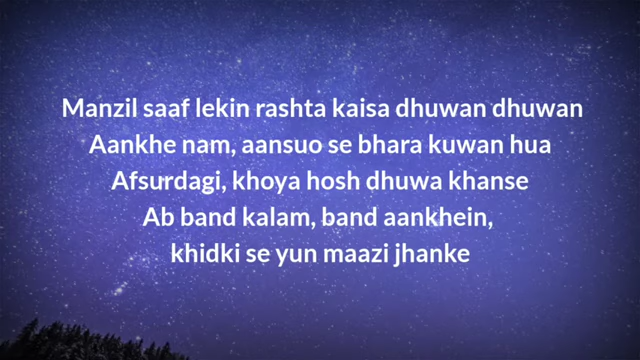 Manzil saaf lekin rashta kaisa dhuwan dhuwan
Aankhe nam, aansuo se bhara kuwan hua
Afsurdagi, khoya hosh dhuwa khanse
Ab band kalam, band aankhein,
khidki se yun maazi jhanke